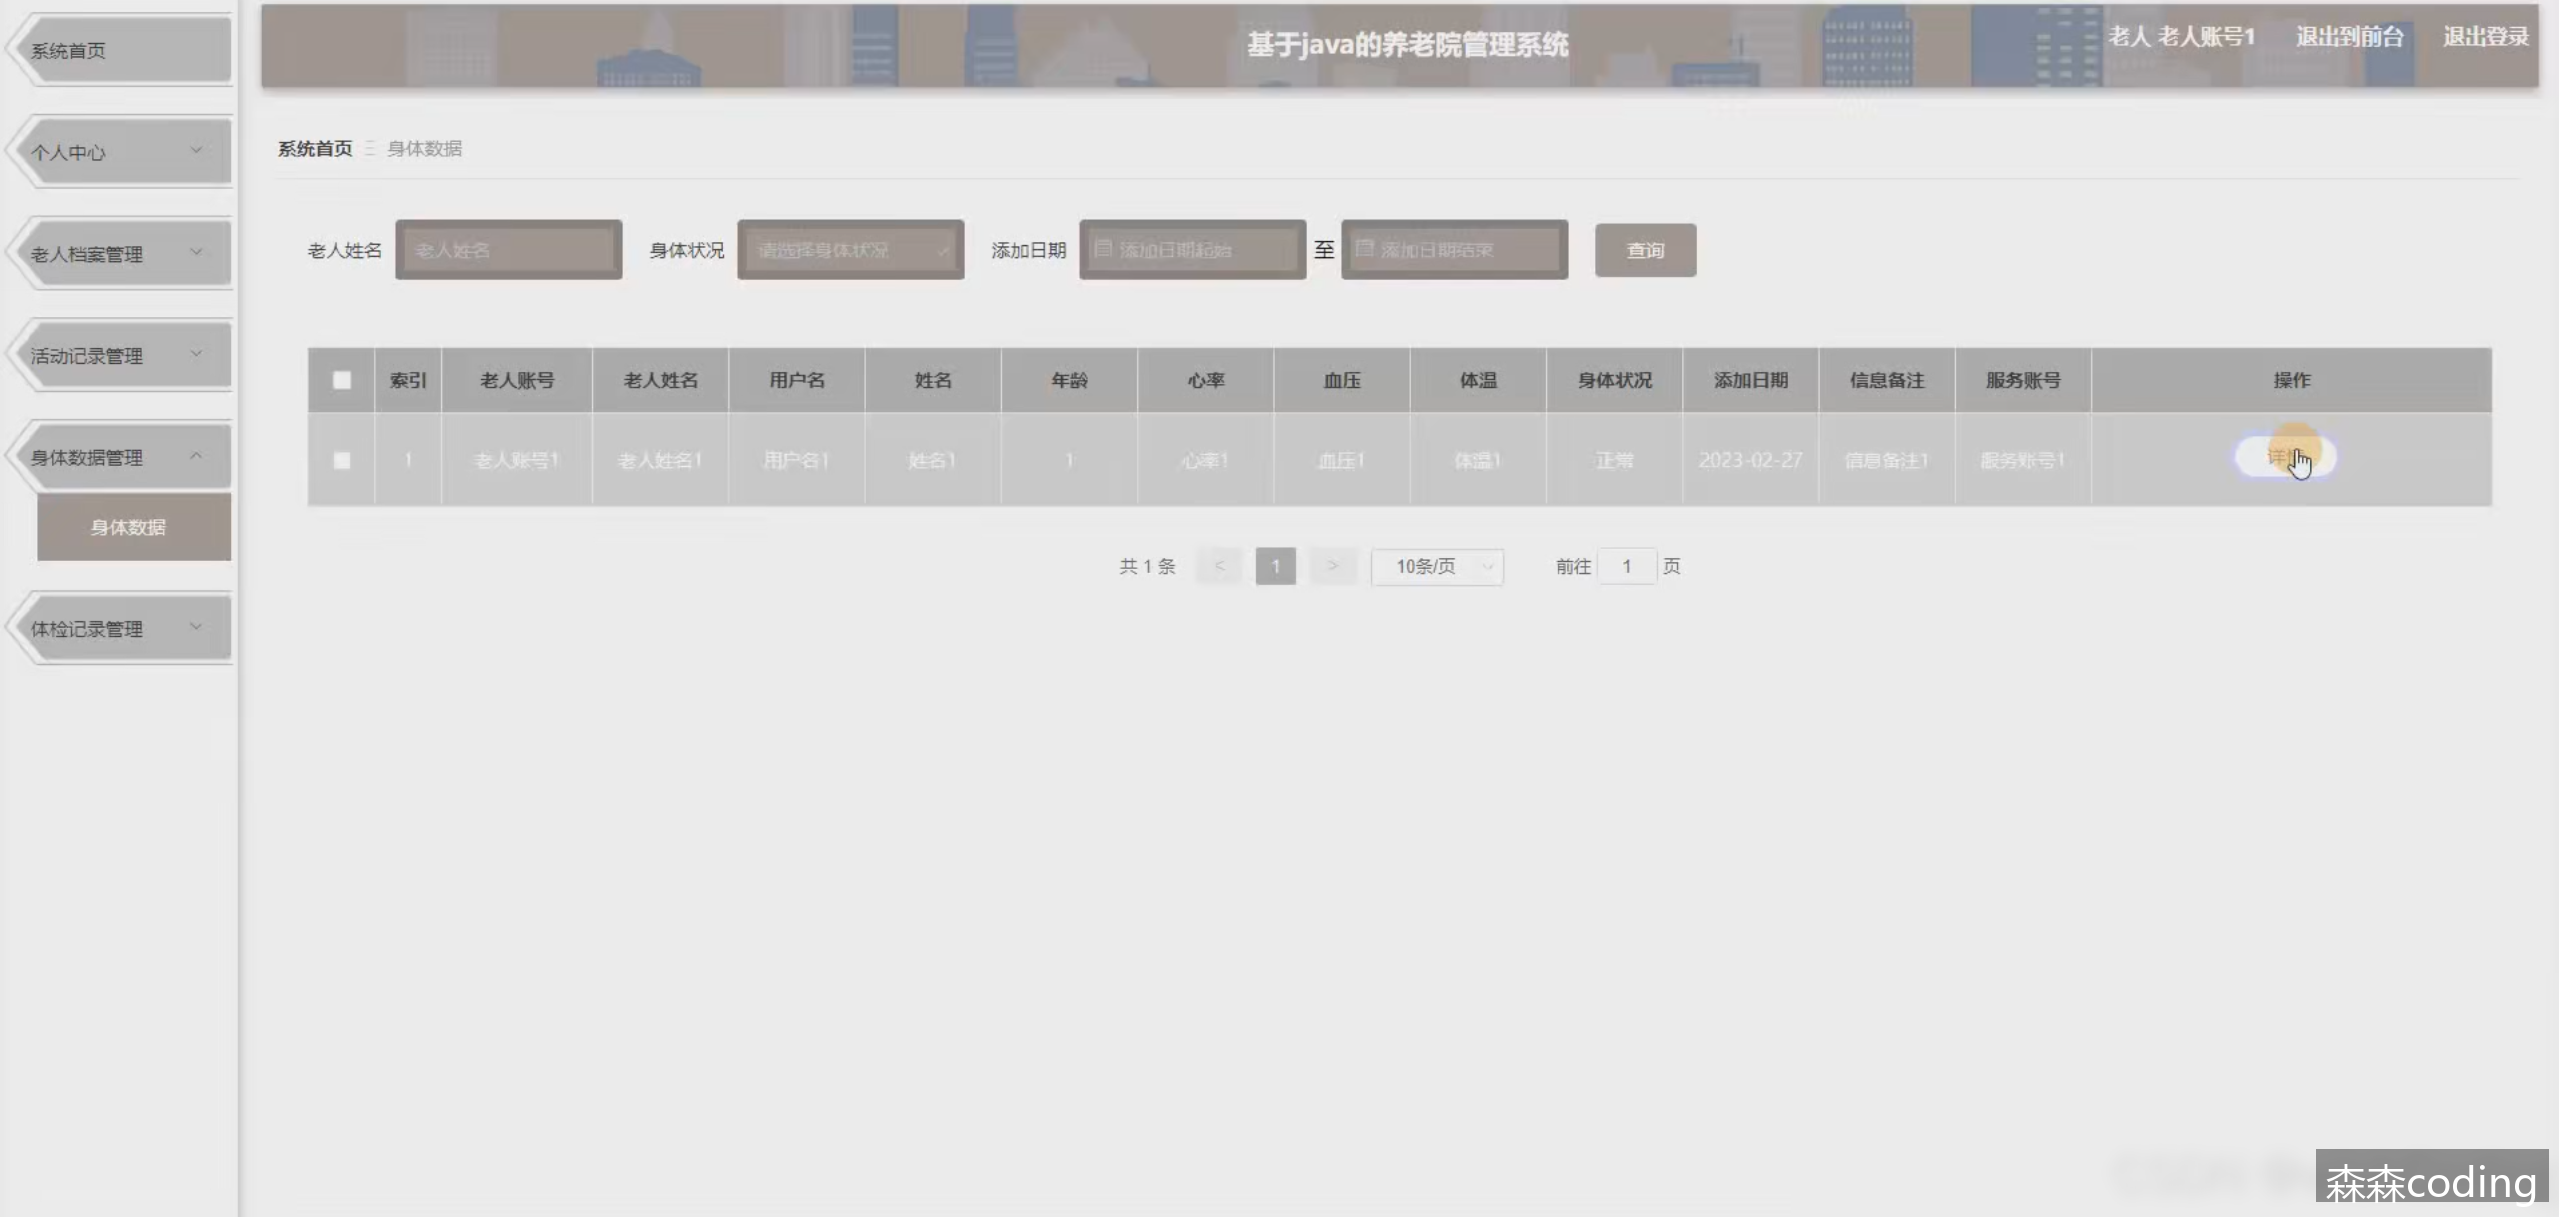 基于java的养老院管理系统
老人 老人账号1 退出到前台 退出登录
系统首页
个人中心
老人档案管理
活动记录管理
身体数据管理
身体数据
体检记录管理
系统首页 身体数据
老人姓名 老人姓名 身体状况 请选择身体状况 添加日期 添加日期起始 至 添加日期结束 查询
索引 老人账号 老人姓名 用户名 姓名 年龄 心率 血压 体温 身体状况 添加日期 信息备注 服务账号 操作
1 老人账号1 老人姓名1 用户名1 姓名1 1 心率1 血压1 体温1 正常 2023-02-27 信息备注1 服务账号1
共 1 条 < 1 > 10条/页 前往 1 页
森森coding